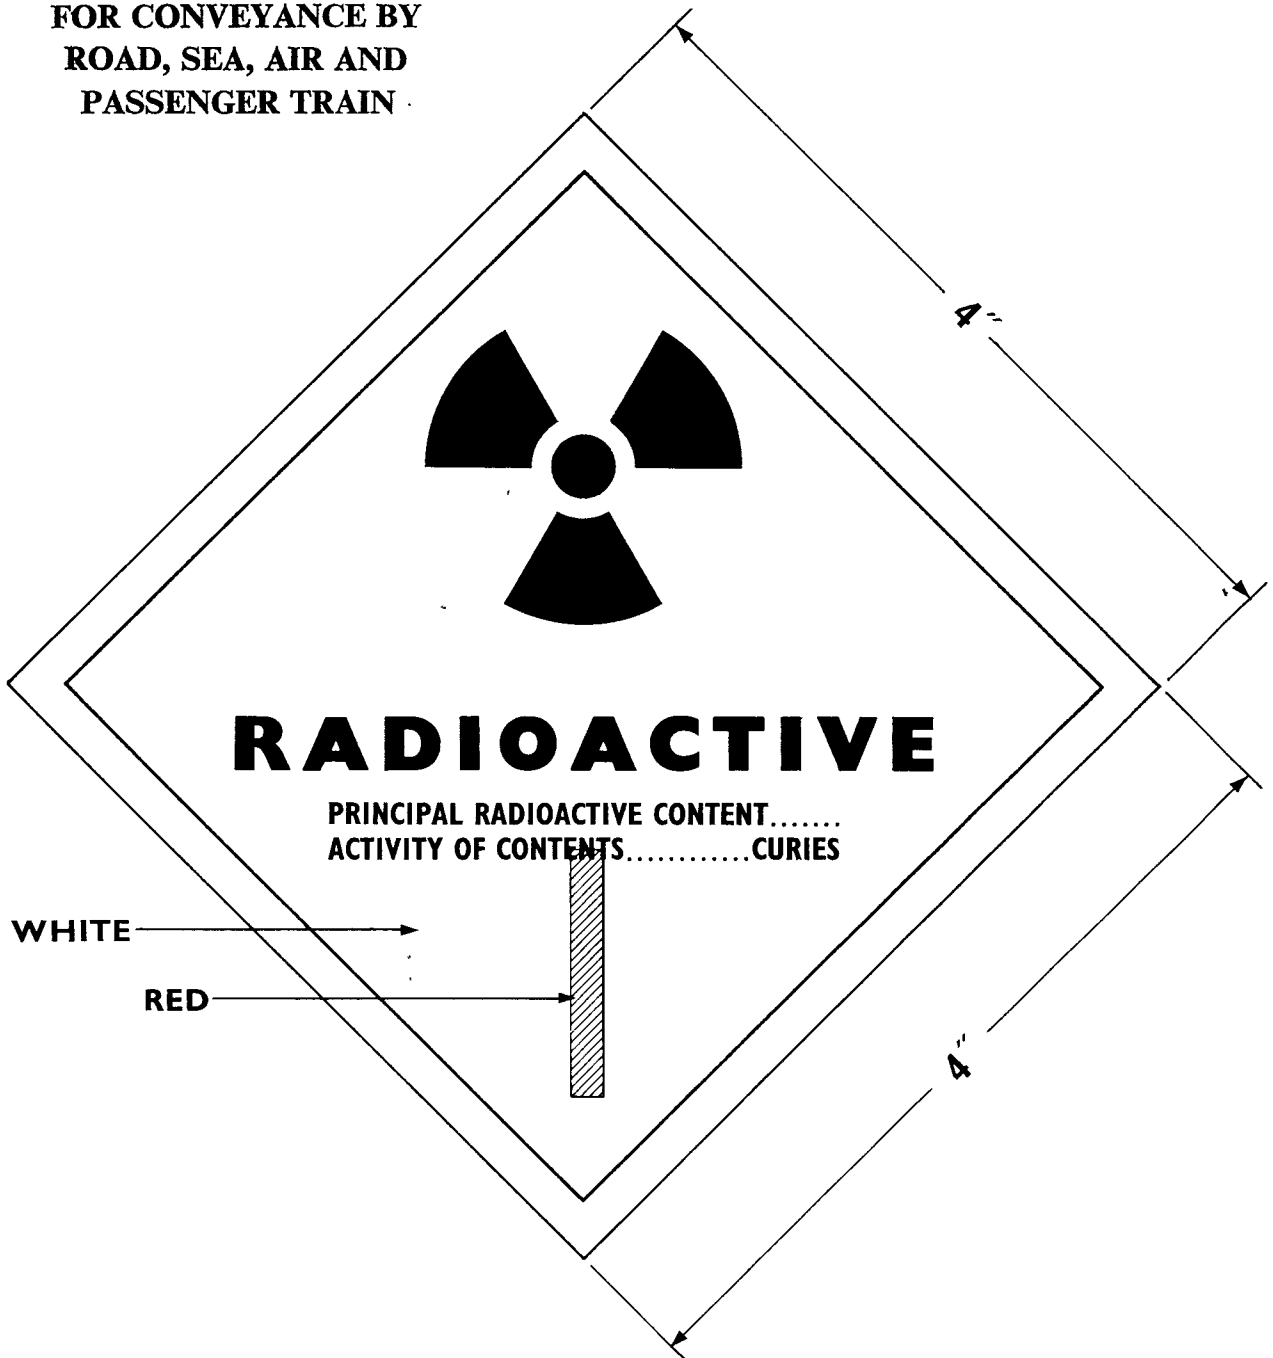 FOR CONVEYANCE BY
ROAD, SEA, AIR AND
PASSENGER TRAIN
4"
RADIOACTIVE
PRINCIPAL RADIOACTIVE CONTENT.......
ACTIVITY OF CONTENTS............CURIES
WHITE
RED
4"